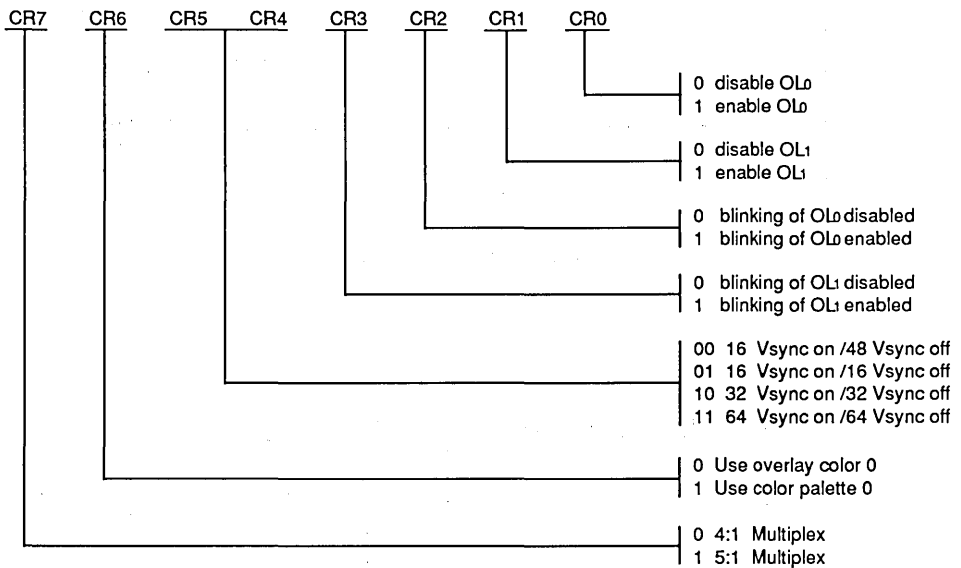 CR7 CR6 CR5 CR4 CR3 CR2 CR1 CR0
0 disable OL0
1 enable OL0
0 disable OL1
1 enable OL1
0 blinking of OL0 disabled
1 blinking of OL0 enabled
0 blinking of OL1 disabled
1 blinking of OL1 enabled
00 16 Vsync on /48 Vsync off
01 16 Vsync on /16 Vsync off
10 32 Vsync on /32 Vsync off
11 64 Vsync on /64 Vsync off
0 Use overlay color 0
1 Use color palette 0
0 4:1 Multiplex
1 5:1 Multiplex